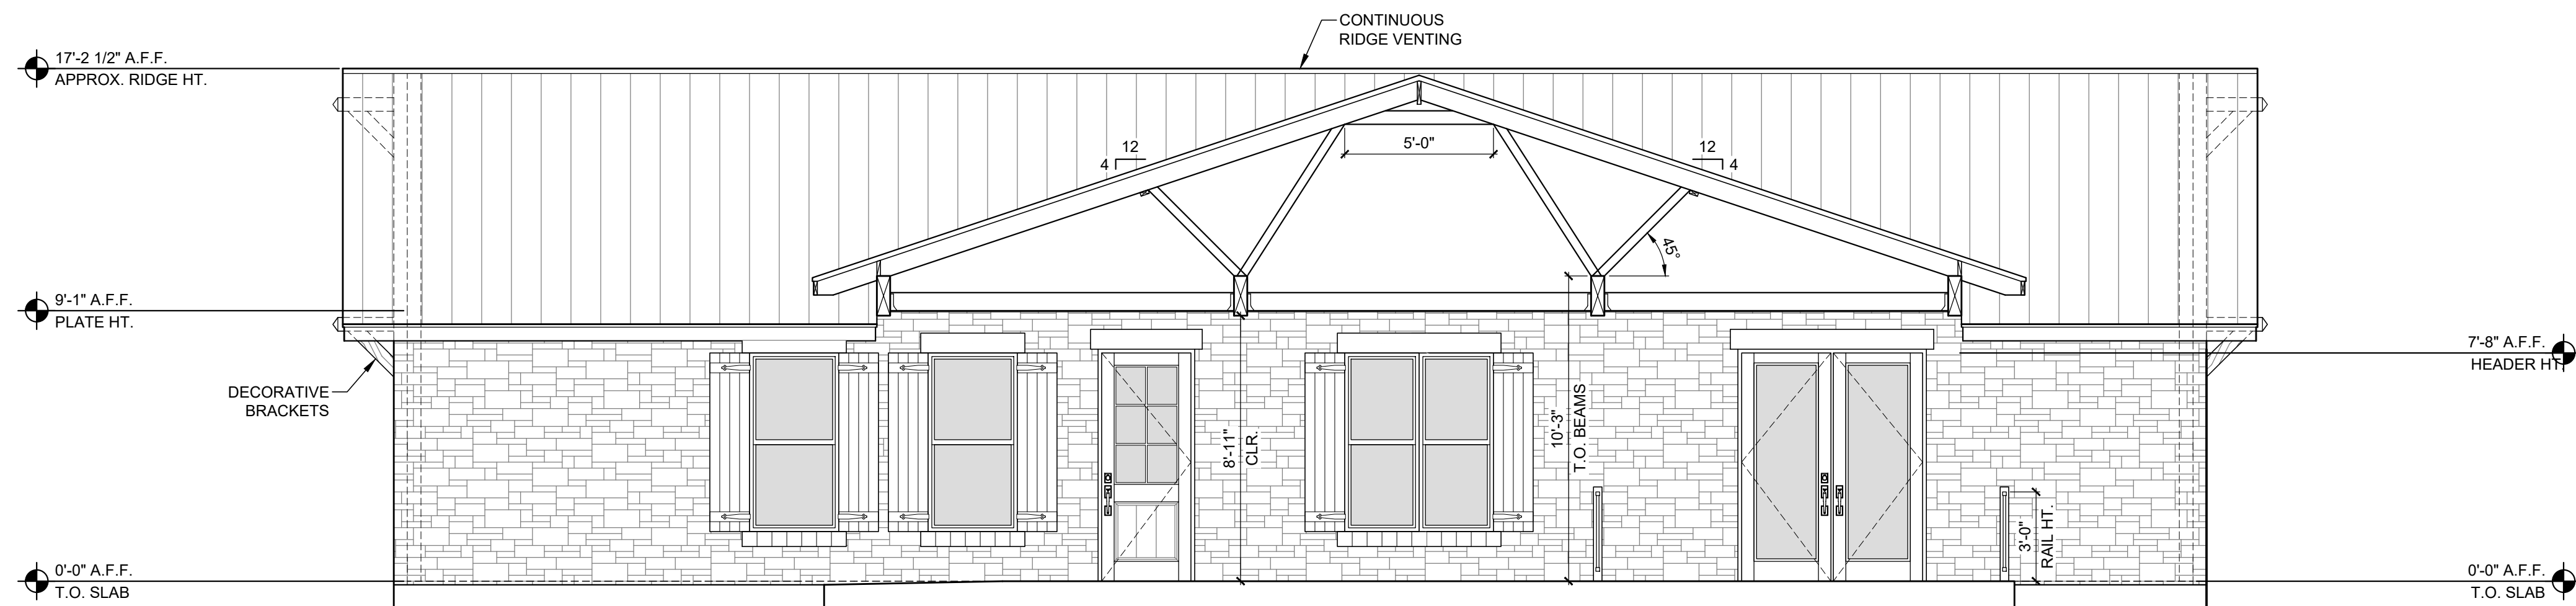 CONTINUOUS
RIDGE VENTING
17'-2 1/2" A.F.F.
APPROX. RIDGE HT.
12
4
5'-0"
12
4
45°
9'-1" A.F.F.
PLATE HT.
7'-8" A.F.F.
HEADER HT.
DECORATIVE
BRACKETS
8'-11"
CLR.
10'-3"
T.O. BEAMS
3'-0"
RAIL HT.
0'-0" A.F.F.
T.O. SLAB
0'-0" A.F.F.
T.O. SLAB